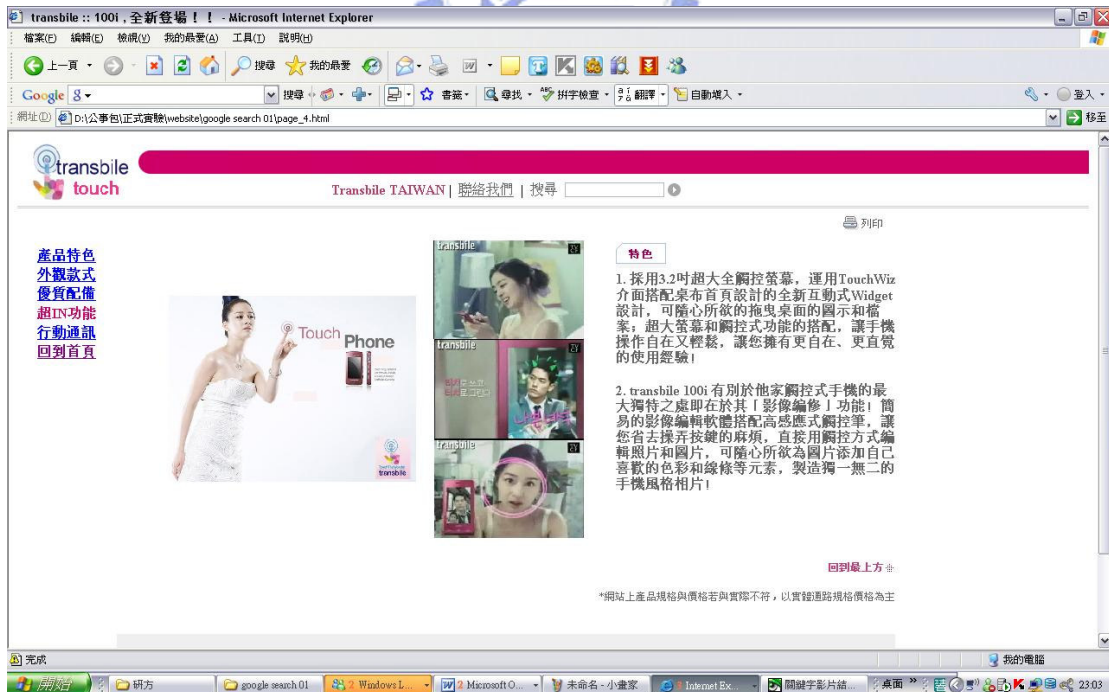 transbile :: 100i , 全新登場！！ - Microsoft Internet Explorer
檔案(F) 編輯(E) 檢視(V) 我的最愛(A) 工具(T) 說明(H)
上一頁 搜尋 我的最愛
Google 搜尋 書籤 尋找 拼字檢查 翻譯 自動填入 登入
網址(D) D:\公事包\正式實驗\website\google search 01\page_4.html 移至
transbile
touch
Transbile TAIWAN | 聯絡我們 | 搜尋
列印
產品特色
外觀款式
優質配備
超IN功能
行動通訊
回到首頁
Touch Phone
transbile
transbile
transbile
transbile
特色
1. 採用3.2吋超大全觸控螢幕，運用TouchWiz
介面搭配桌布首頁設計的全新互動式Widget
設計，可隨心所欲的拖曳桌面的圖示和檔
案；超大螢幕和觸控式功能的搭配，讓手機
操作自在又輕鬆，讓您擁有更自在、更直覺
的使用經驗！
2. transbile 100i 有別於他家觸控式手機的最
大獨特之處即在於其「影像編修」功能！簡
易的影像編輯軟體搭配高感應式觸控筆，讓
您省去操弄按鍵的麻煩，直接用觸控方式編
輯照片和圖片，可隨心所欲為圖片添加自己
喜歡的色彩和線條等元素，製造獨一無二的
手機風格相片！
回到最上方
*網站上產品規格與價格若與實際不符，以實體通路規格價格為主
完成 我的電腦
開始 研方 google search 01 2 Windows L... 2 Microsoft O... 未命名 - 小畫家 Internet Ex... 關鍵字影片結... 桌面 23:03